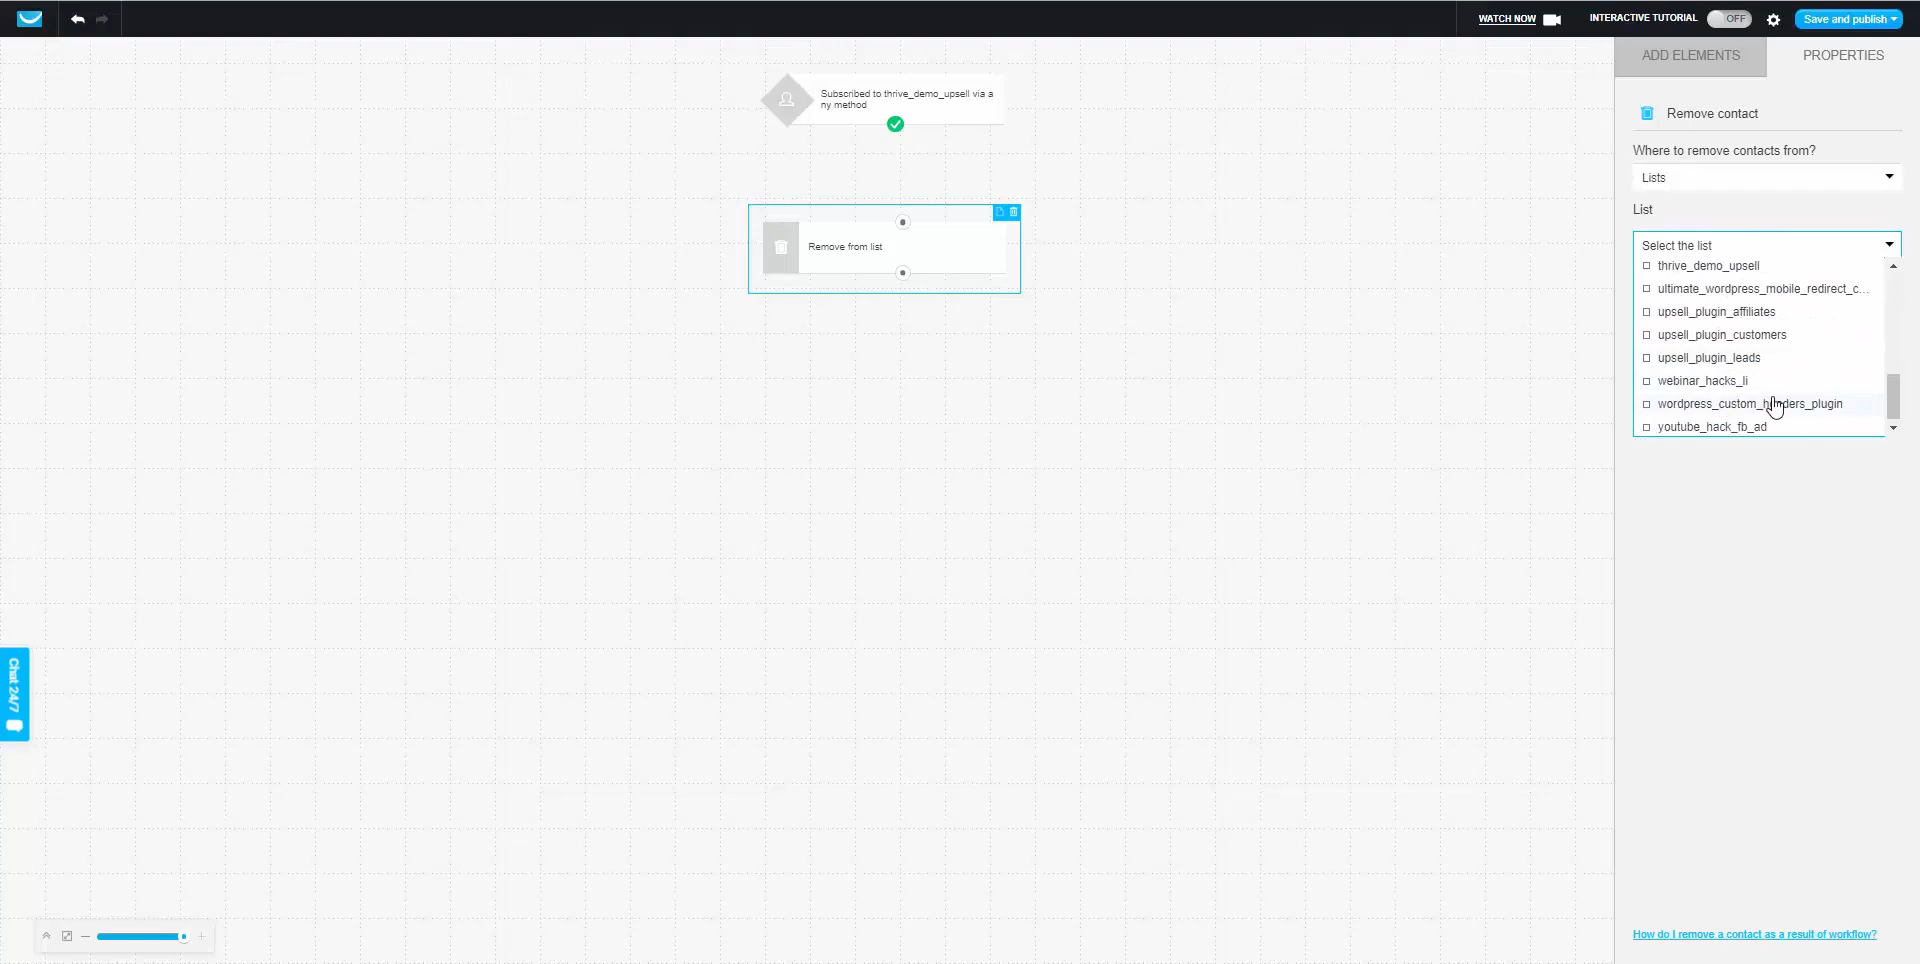 WATCH NOW
INTERACTIVE TUTORIAL
OFF
Save and publish
ADD ELEMENTS
PROPERTIES
Subscribed to thrive_demo_upsell via a
ny method
Remove contact
Where to remove contacts from?
Lists
List
Select the list
Remove from list
thrive_demo_upsell
ultimate_wordpress_mobile_redirect_c...
upsell_plugin_affiliates
upsell_plugin_customers
upsell_plugin_leads
webinar_hacks_li
youtube_hack_fb_ad
Chat 24/7
How do I remove a contact as a result of workflow?